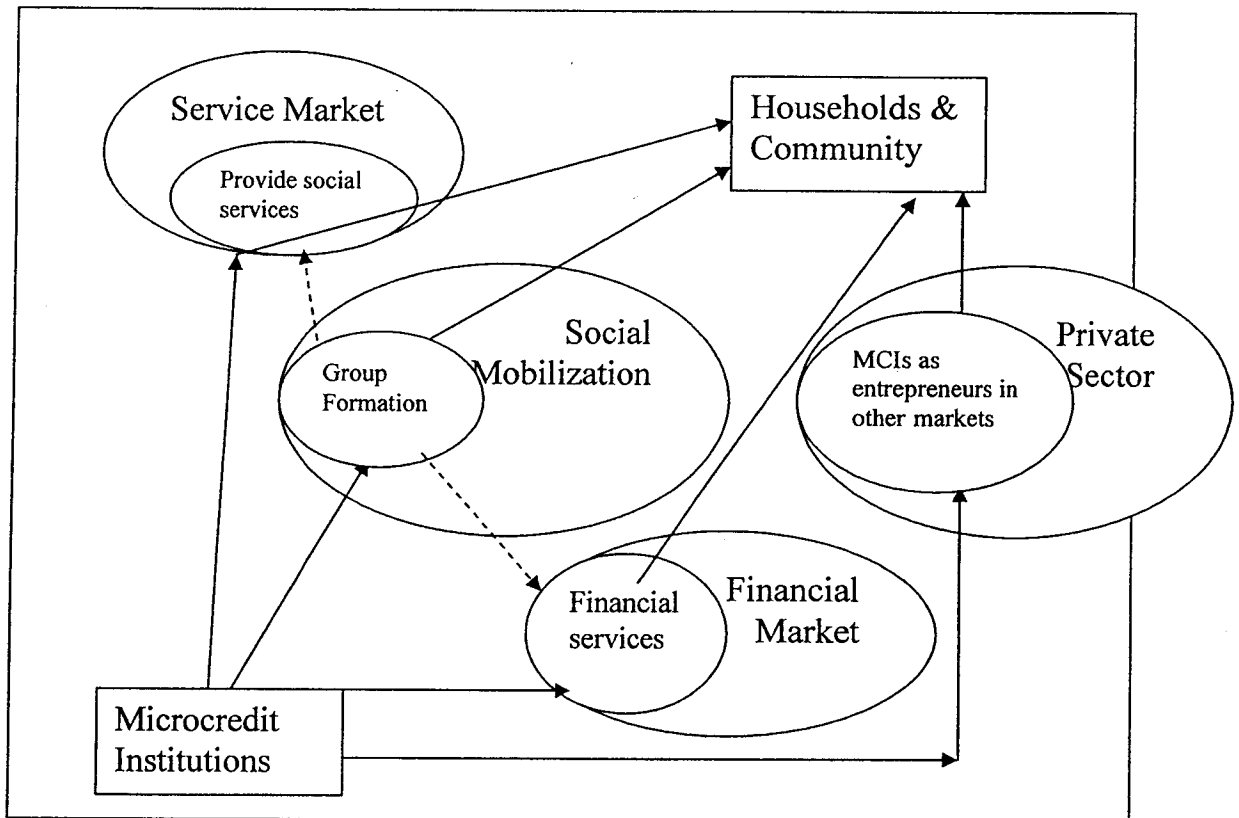 Service Market
Provide social
services
Households &
Community
Social
Mobilization
Group
Formation
Private
Sector
MCIs as
entrepreneurs in
other markets
Financial
services
Financial
Market
Microcredit
Institutions